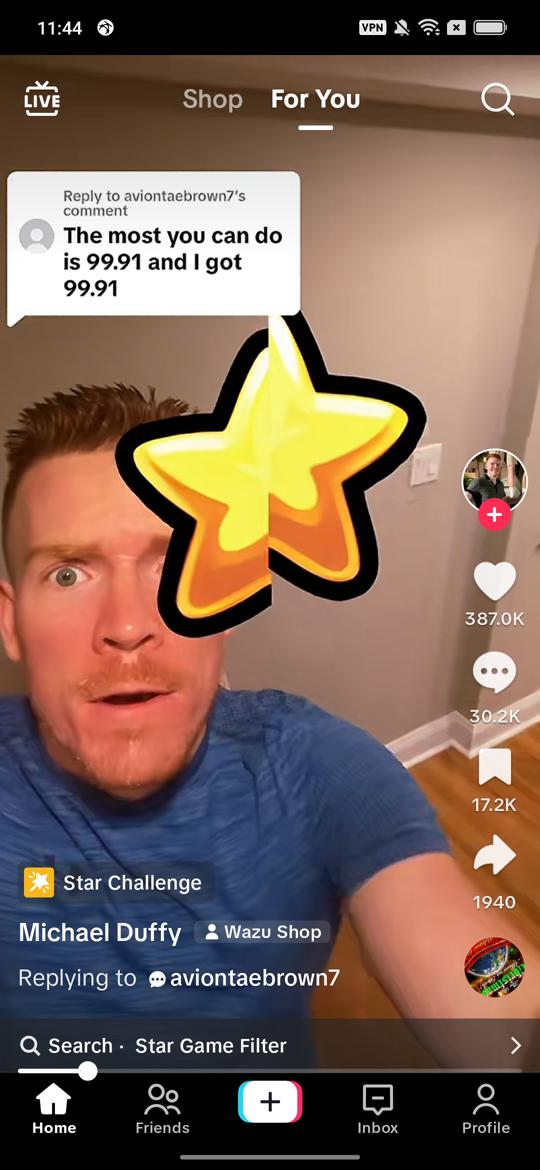 11:44
VPN
LIVE
Shop
For You
Reply to aviontaebrown7's
comment
The most you can do
is 99.91 and I got
99.91
387.0K
30.2K
17.2K
1940
Star Challenge
Michael Duffy
Wazu Shop
Replying to aviontaebrown7
Search · Star Game Filter
Home
Friends
Inbox
Profile